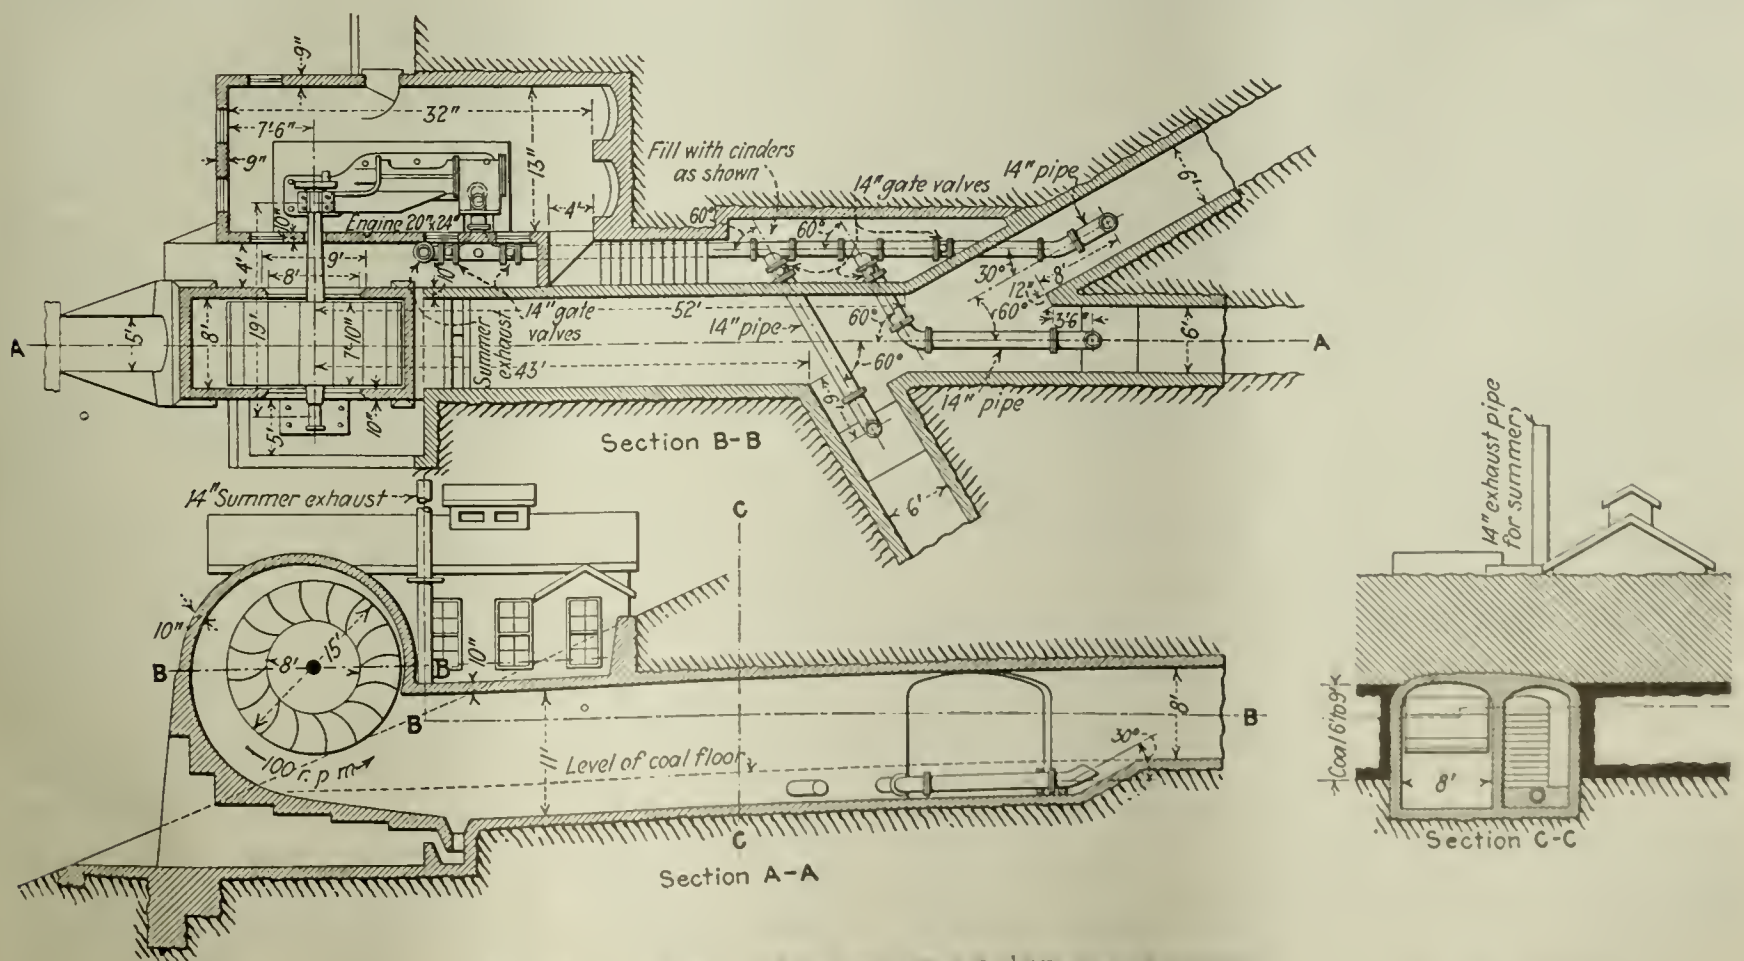 9"
32"
7'-6"
9"
13"
Fill with cinders
as shown
14" pipe
14" gate valves
6'
4'
60°
60°
Engine 20"x 24"
10"
4'
9'
8'
10"
30°
8'
12"
60°
3'6"
52'
14" gate
valves
14" pipe
60°
Summer
exhaust
A
5'
8'
19'
7'-10"
43'
60°
6'
A
6'
14" pipe
5'
10"
Section B-B
6'
14" Summer exhaust
C
14" exhaust pipe
for summer
10"
15'
8'
10"
B
B
B
B
8'
30°
11'
Level of coal floor
100 r. p m
C
Section A-A
Coal 6' to 9'
8'
Section C-C